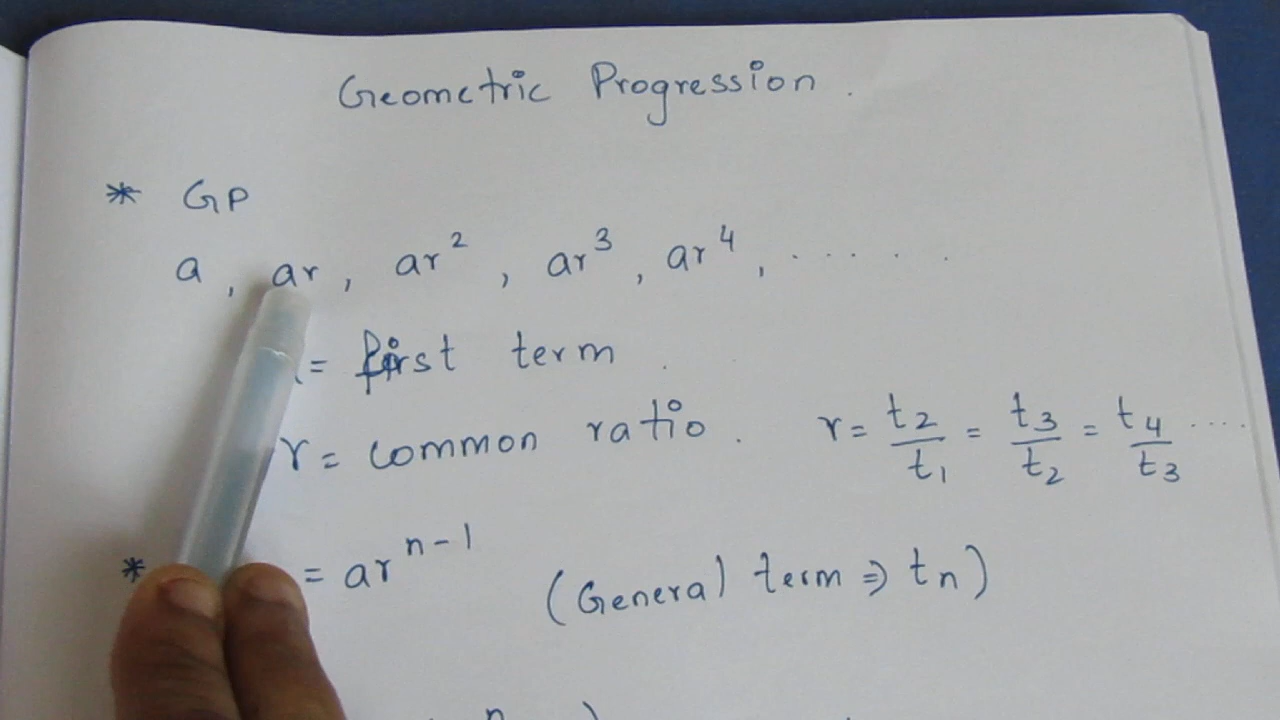 Geometric Progression .
* GP
a , ar , ar² , ar³ , ar⁴ , . . . . . .
= first term .
r = common ratio . r = t₂/t₁ = t₃/t₂ = t₄/t₃ ....
* = arⁿ⁻¹ (General term ⇒ tₙ)